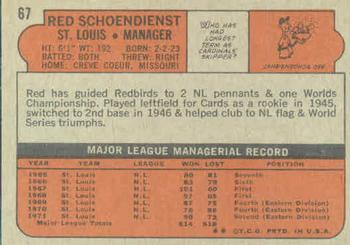 67
RED SCHOENDIENST
ST. LOUIS • MANAGER
HT: 6'1" WT: 192 BORN: 2-2-23
BATTED: BOTH THREW: RIGHT
HOME: CREVE COEUR, MISSOURI
WHO HAS HAD
LONGEST
TERM AS
CARDINALS'
SKIPPER?
Red has guided Redbirds to 2 NL pennants & one Worlds
Championship. Played leftfield for Cards as a rookie in 1945,
switched to 2nd base in 1946 & helped club to NL flag & World
Series triumphs.
MAJOR LEAGUE MANAGERIAL RECORD
YEAR CLUB WON LOST
1965 St. Louis N.L. 80 81 Seventh
1966 St. Louis N.L. 83 79 Sixth
1967 St. Louis N.L. 101 60 First
1968 St. Louis N.L. 97 65 First
1969 St. Louis N.L. 87 75 Fourth (Eastern Division)
1970 St. Louis N.L. 76 86 Fourth (Eastern Division)
1971 St. Louis N.L. 90 72 Second (Eastern Division)
Major League Totals 614 518
© T.C.G. PRTD. IN U.S.A.